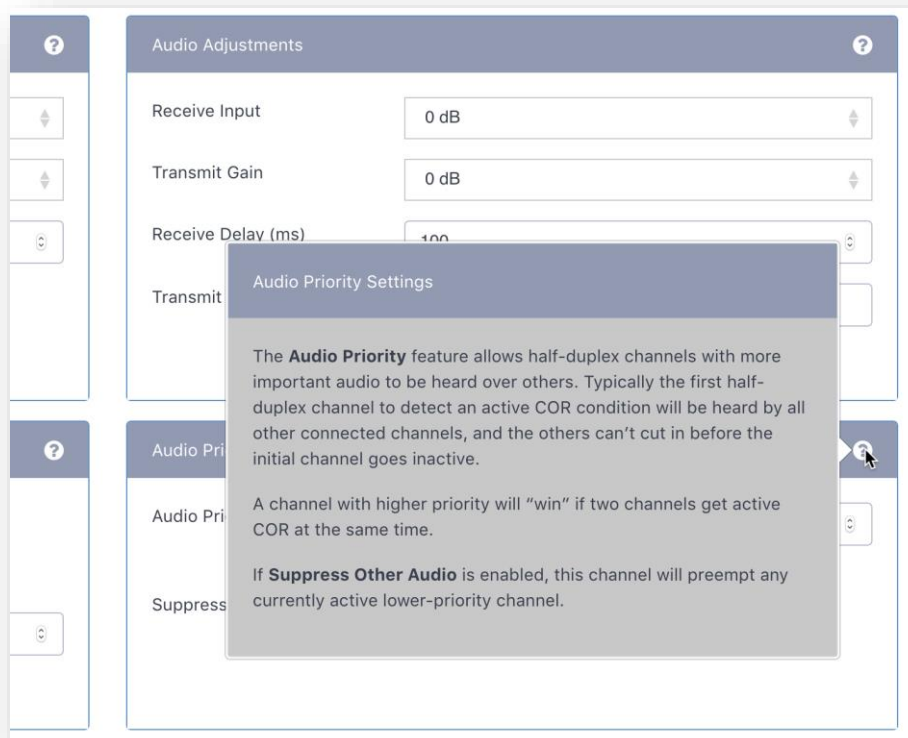 Audio Adjustments
Receive Input
0 dB
Transmit Gain
0 dB
Receive Delay (ms)
100
Transmit
Audio Priority Settings
The Audio Priority feature allows half-duplex channels with more
important audio to be heard over others. Typically the first half-
duplex channel to detect an active COR condition will be heard by all
other connected channels, and the others can’t cut in before the
initial channel goes inactive.
A channel with higher priority will “win” if two channels get active
COR at the same time.
If Suppress Other Audio is enabled, this channel will preempt any
currently active lower-priority channel.
Audio Pri
Audio Pri
Suppress